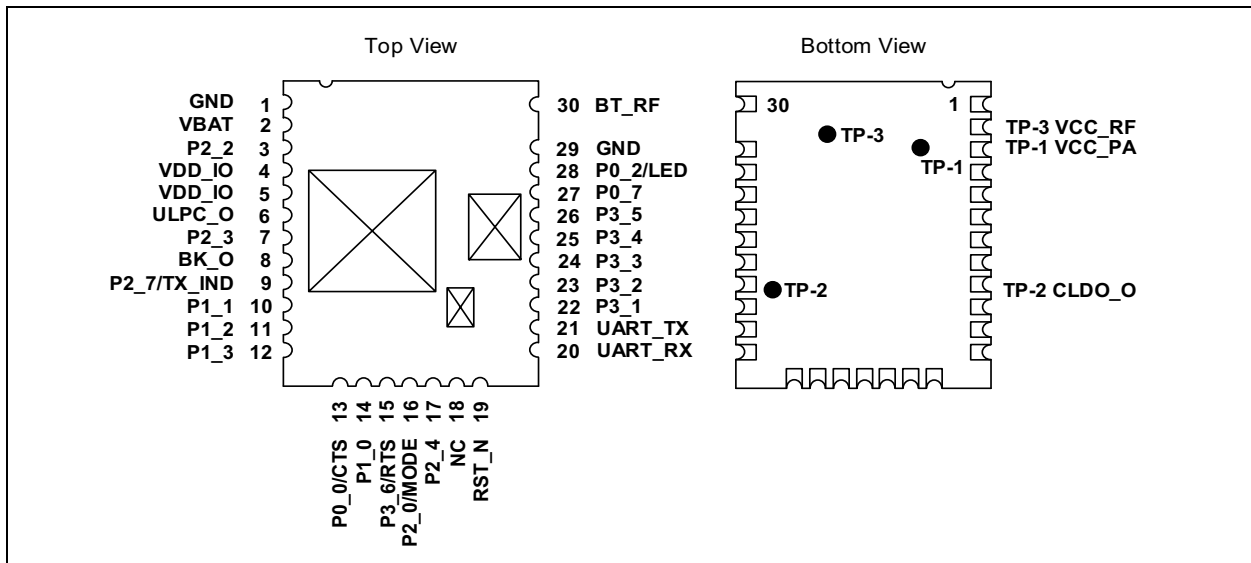 Top View
GND 1
VBAT 2
P2_2 3
VDD_IO 4
VDD_IO 5
ULPC_O 6
P2_3 7
BK_O 8
P2_7/TX_IND 9
P1_1 10
P1_2 11
P1_3 12
P0_0/CTS 13
P1_0 14
P3_6/RTS 15
P2_0/MODE 16
P2_4 17
NC 18
RST_N 19
30 BT_RF
29 GND
28 P0_2/LED
27 P0_7
26 P3_5
25 P3_4
24 P3_3
23 P3_2
22 P3_1
21 UART_TX
20 UART_RX
Bottom View
30
1
TP-3
TP-1
TP-2
TP-3 VCC_RF
TP-1 VCC_PA
TP-2 CLDO_O